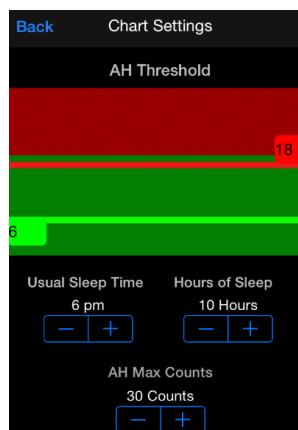 Back Chart Settings
AH Threshold
18
6
Usual Sleep Time Hours of Sleep
6 pm 10 Hours
− + − +
AH Max Counts
30 Counts
− +